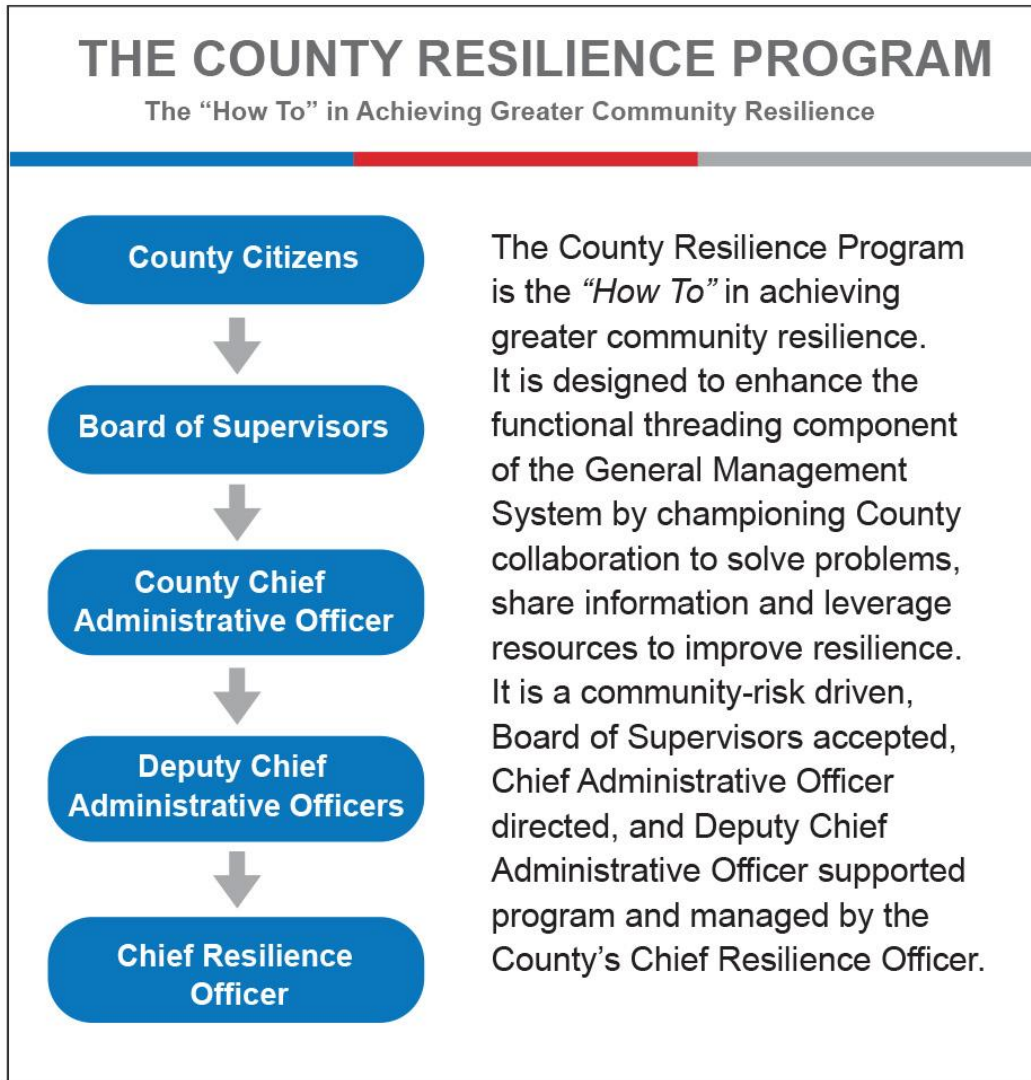 THE COUNTY RESILIENCE PROGRAM
The “How To” in Achieving Greater Community Resilience
County Citizens
Board of Supervisors
County Chief
Administrative Officer
Deputy Chief
Administrative Officers
Chief Resilience
Officer
The County Resilience Program
is the “How To” in achieving
greater community resilience.
It is designed to enhance the
functional threading component
of the General Management
System by championing County
collaboration to solve problems,
share information and leverage
resources to improve resilience.
It is a community-risk driven,
Board of Supervisors accepted,
Chief Administrative Officer
directed, and Deputy Chief
Administrative Officer supported
program and managed by the
County’s Chief Resilience Officer.